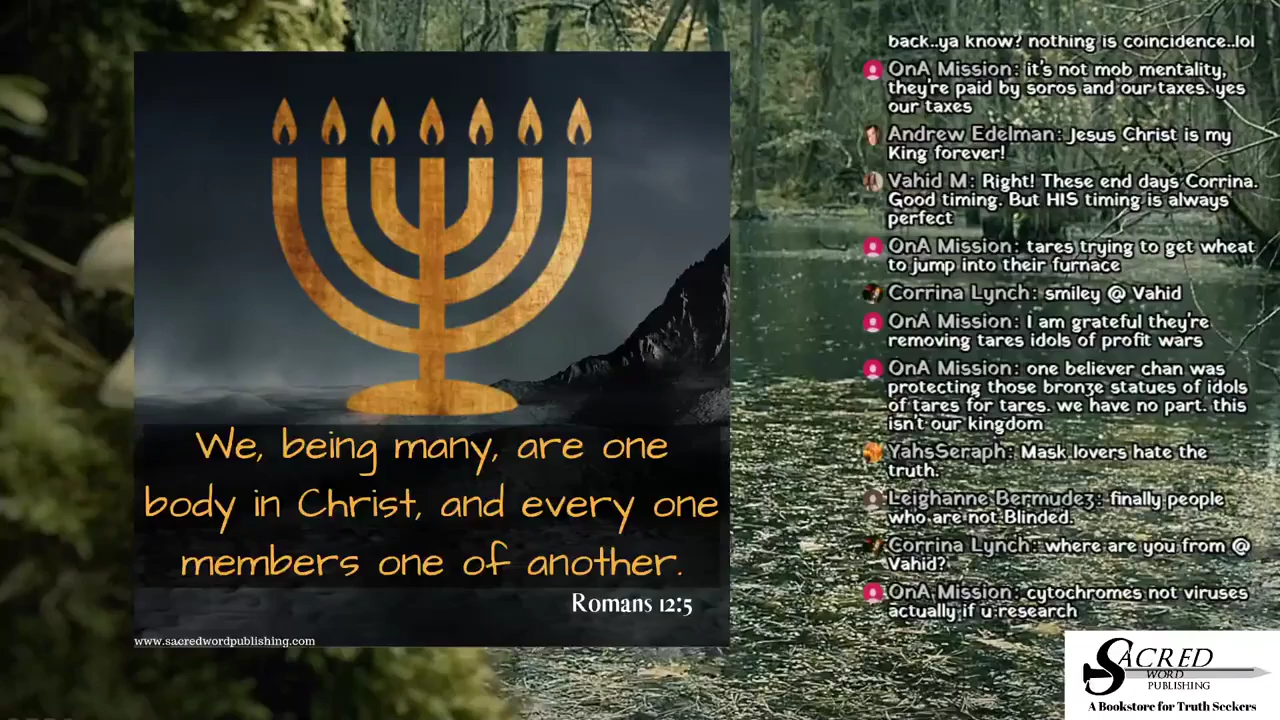 We, being many, are one
body in Christ, and every one
members one of another.
Romans 12:5
www.sacredwordpublishing.com
back..ya know? nothing is coincidence..lol
OnA Mission: it's not mob mentality,
they're paid by soros and our taxes. yes
our taxes
Andrew Edelman: Jesus Christ is my
King forever!
Vahid M: Right! These end days Corrina.
Good timing. But HIS timing is always
perfect
OnA Mission: tares trying to get wheat
to jump into their furnace
Corrina Lynch: smiley @ Vahid
OnA Mission: I am grateful they're
removing tares idols of profit wars
OnA Mission: one believer chan was
protecting those bronze statues of idols
of tares for tares. we have no part. this
isn't our kingdom
YahsSeraph: Mask lovers hate the
truth.
Leighanne Bermudez: finally people
who are not Blinded.
Corrina Lynch: where are you from @
Vahid?
OnA Mission: cytochromes not viruses
actually if u research
SACRED
WORD
PUBLISHING
A Bookstore for Truth Seekers